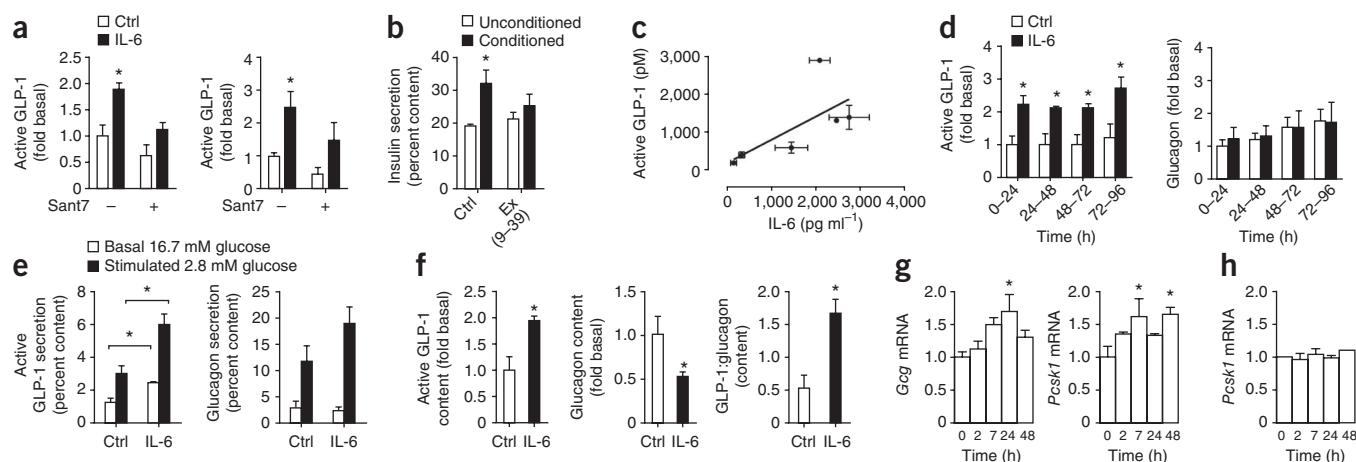 a
Ctrl
IL-6
Active GLP-1
(fold basal)
2.5
2.0
1.5
1.0
0.5
0
*
Sant7
–
+
Active GLP-1
(fold basal)
4
3
2
1
0
*
Sant7
–
+
b
Unconditioned
Conditioned
Insulin secretion
(percent content)
40
30
20
10
0
*
Ctrl
Ex
(9–39)
c
Active GLP-1 (pM)
3,000
2,000
1,000
0
0
1,000
2,000
3,000
4,000
IL-6 (pg ml–1)
d
Ctrl
IL-6
Active GLP-1
(fold basal)
4
3
2
1
0
* * * *
0–24
24–48
48–72
72–96
Time (h)
Glucagon (fold basal)
4
3
2
1
0
0–24
24–48
48–72
72–96
Time (h)
e
Basal 16.7 mM glucose
Stimulated 2.8 mM glucose
Active
GLP-1 secretion
(percent content)
8
6
4
2
0
*
*
Ctrl
IL-6
Glucagon secretion
(percent content)
25
20
15
10
5
0
Ctrl
IL-6
f
Active GLP-1
content (fold basal)
2.5
2.0
1.5
1.0
0.5
0
*
Ctrl
IL-6
Glucagon content
(fold basal)
1.5
1.0
0.5
0
*
Ctrl
IL-6
GLP-1:glucagon
(content)
2.0
1.5
1.0
0.5
0
*
Ctrl
IL-6
g
Gcg mRNA
2.0
1.5
1.0
0.5
0
*
0 2 7 24 48
Time (h)
Pcsk1 mRNA
2.0
1.5
1.0
0.5
0
* *
0 2 7 24 48
Time (h)
h
Pcsk1 mRNA
2.0
1.5
1.0
0.5
0
0 2 7 24 48
Time (h)